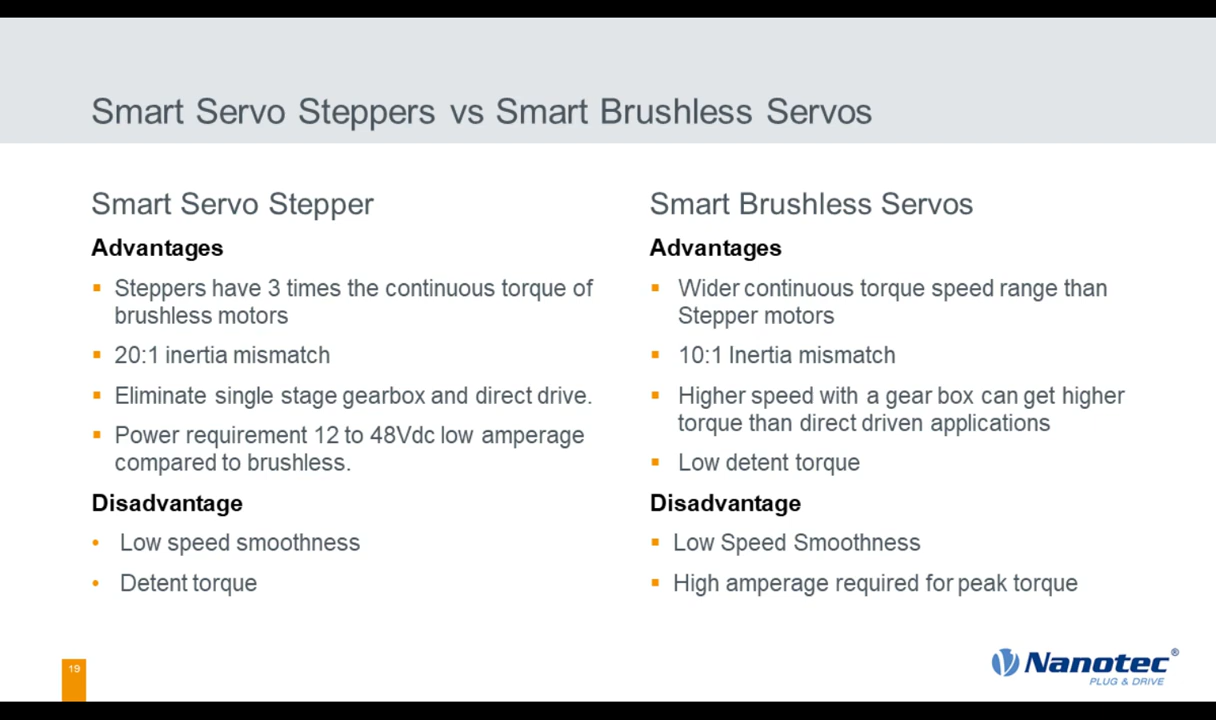 Smart Servo Steppers vs Smart Brushless Servos
Smart Servo Stepper
Advantages
Steppers have 3 times the continuous torque of
brushless motors
20:1 inertia mismatch
Eliminate single stage gearbox and direct drive.
Power requirement 12 to 48Vdc low amperage
compared to brushless.
Disadvantage
Low speed smoothness
Detent torque
Smart Brushless Servos
Advantages
Wider continuous torque speed range than
Stepper motors
10:1 Inertia mismatch
Higher speed with a gear box can get higher
torque than direct driven applications
Low detent torque
Disadvantage
Low Speed Smoothness
High amperage required for peak torque
19
Nanotec®
PLUG & DRIVE